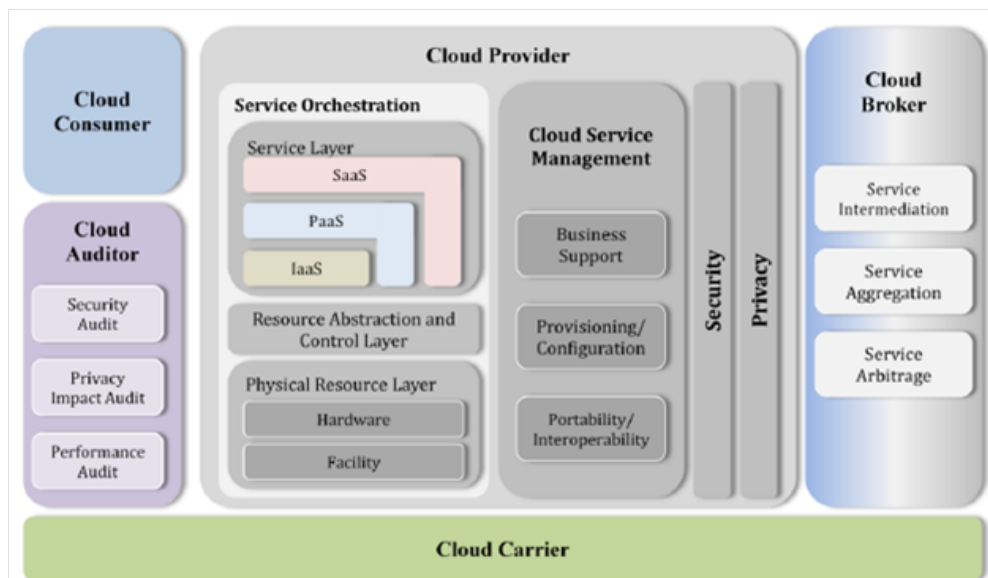 Cloud
Consumer
Cloud
Auditor
Security
Audit
Privacy
Impact Audit
Performance
Audit
Cloud Provider
Service Orchestration
Service Layer
SaaS
PaaS
IaaS
Resource Abstraction and
Control Layer
Physical Resource Layer
Hardware
Facility
Cloud Service
Management
Business
Support
Provisioning/
Configuration
Portability/
Interoperability
Security
Privacy
Cloud
Broker
Service
Intermediation
Service
Aggregation
Service
Arbitrage
Cloud Carrier